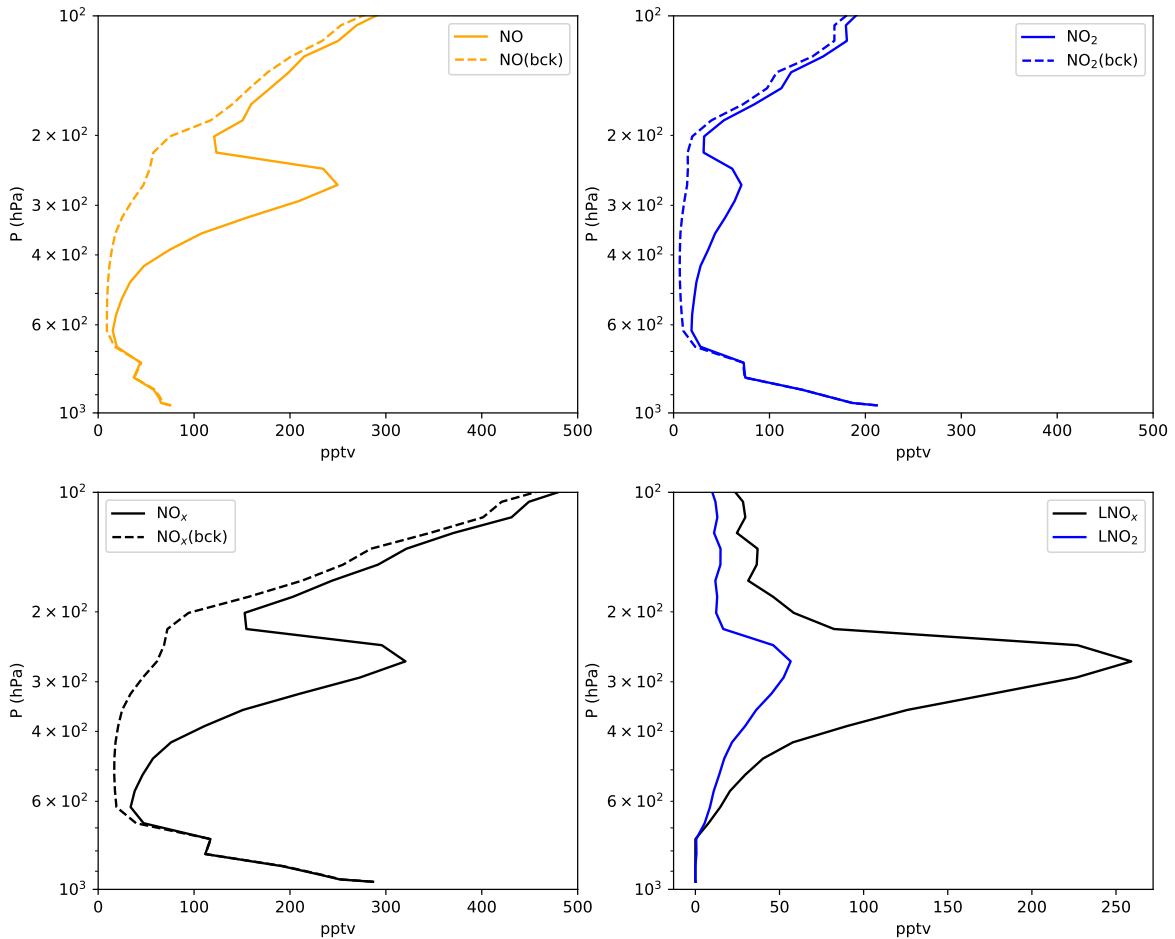 10²
2 × 10²
3 × 10²
4 × 10²
6 × 10²
10³
P (hPa)
0 100 200 300 400 500
pptv
NO
NO(bck)
10²
2 × 10²
3 × 10²
4 × 10²
6 × 10²
10³
P (hPa)
0 100 200 300 400 500
pptv
NO₂
NO₂(bck)
10²
2 × 10²
3 × 10²
4 × 10²
6 × 10²
10³
P (hPa)
0 100 200 300 400 500
pptv
NOₓ
NOₓ(bck)
10²
2 × 10²
3 × 10²
4 × 10²
6 × 10²
10³
P (hPa)
0 50 100 150 200 250
pptv
LNOₓ
LNO₂